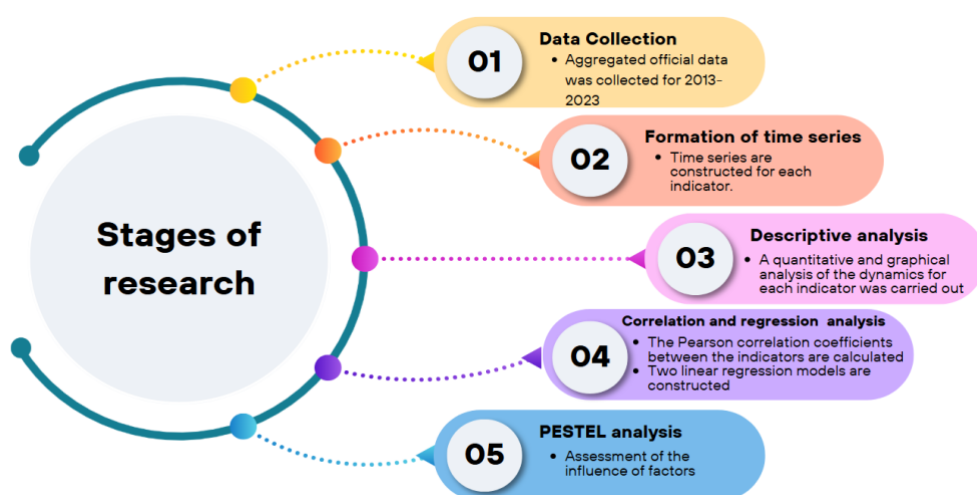 Stages of
research
01
Data Collection
• Aggregated official data
was collected for 2013-
2023
02
Formation of time series
• Time series are
constructed for each
indicator.
03
Descriptive analysis
• A quantitative and graphical
analysis of the dynamics for
each indicator was carried out
04
Correlation and regression analysis
• The Pearson correlation coefficients
between the indicators are calculated
• Two linear regression models are
constructed
05
PESTEL analysis
• Assessment of the
influence of factors